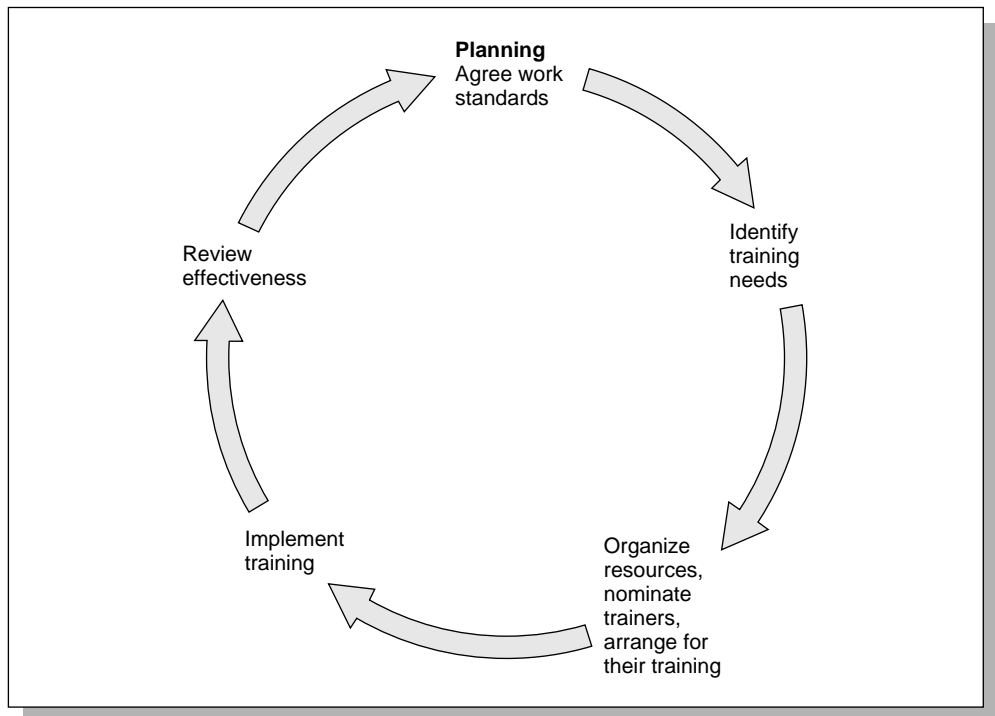 Planning
Agree work
standards
Identify
training
needs
Organize
resources,
nominate
trainers,
arrange for
their training
Implement
training
Review
effectiveness